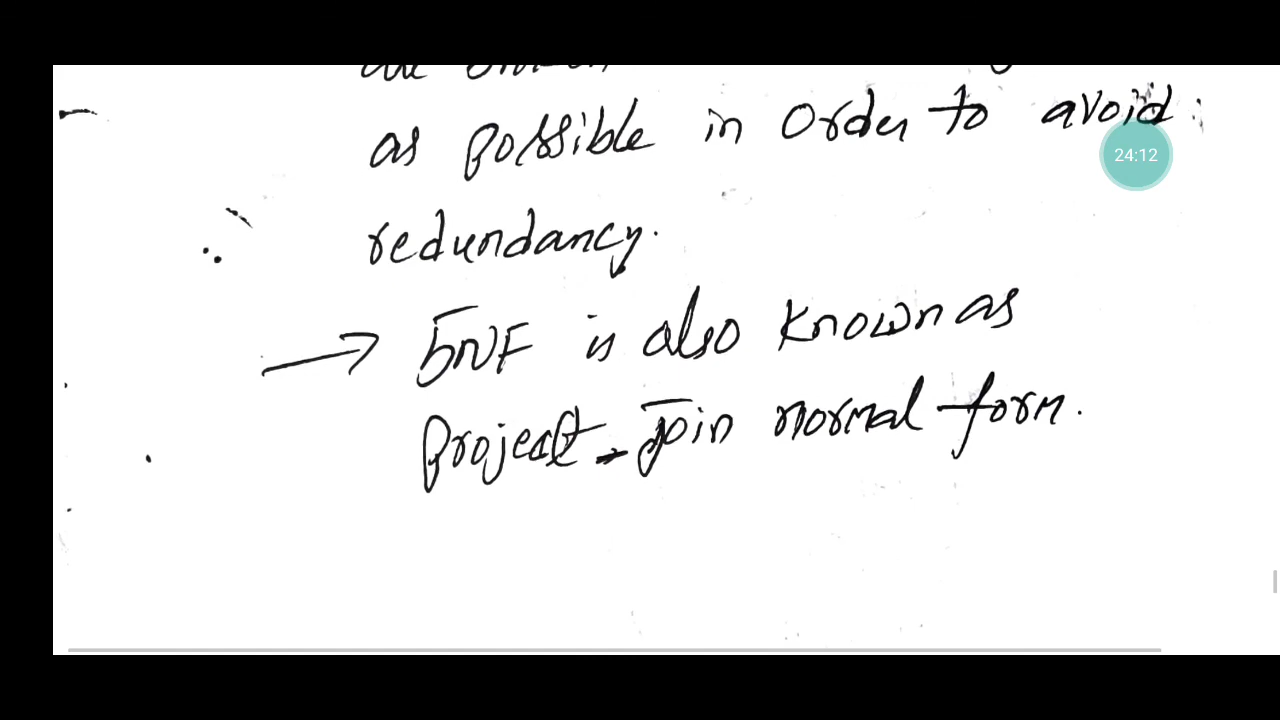 as possible in Order to avoid
24:12
redundancy.
→ 5NF is also known as
Project-Join normal form.